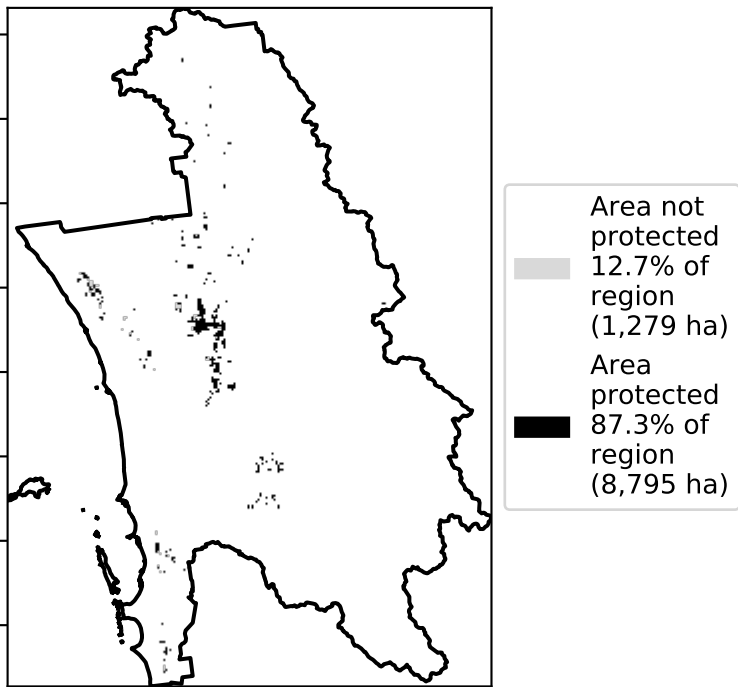 Area not
protected
12.7% of
region
(1,279 ha)
Area
protected
87.3% of
region
(8,795 ha)